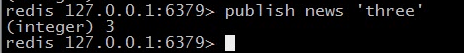 redis 127.0.0.1:6379> publish news 'three'
(integer) 3
redis 127.0.0.1:6379>